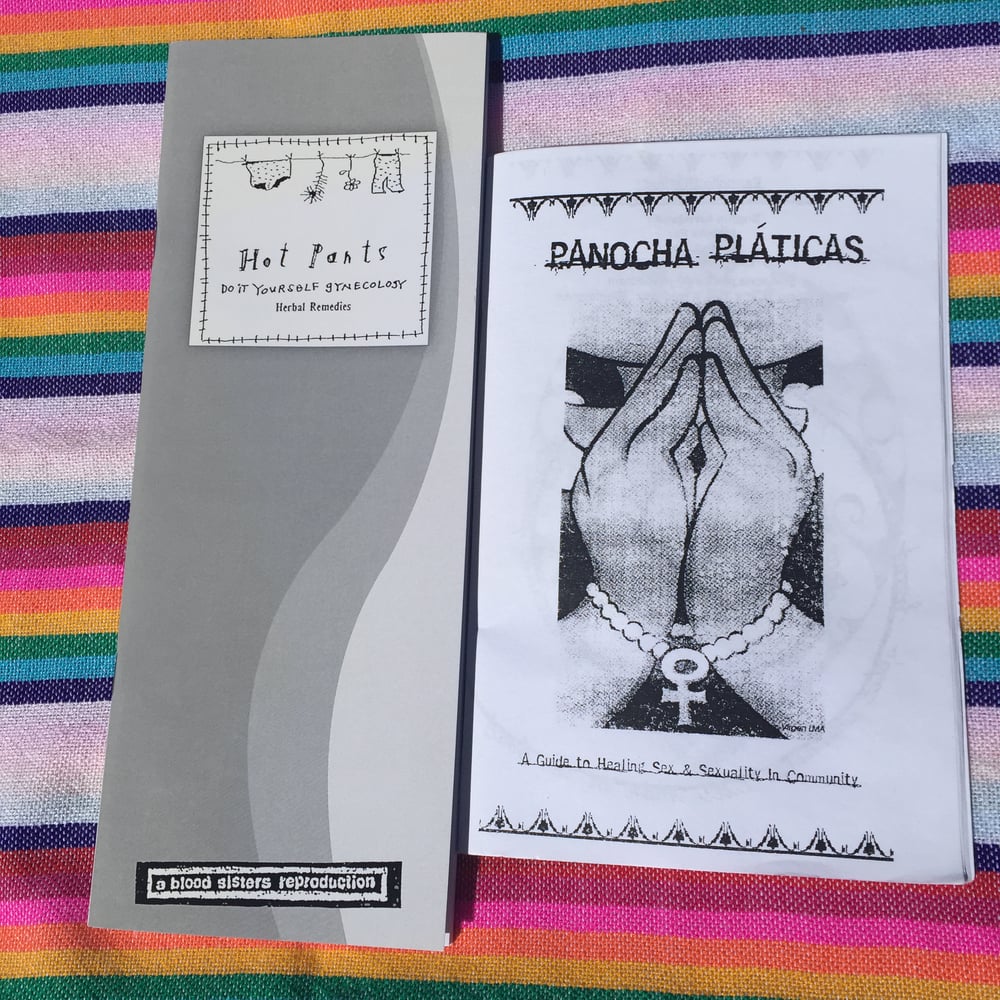 Hot Pants
DO IT YOURSELF GYNECOLOGY
Herbal Remedies
a blood sisters reproduction
PANOCHA PLÁTICAS
A Guide to Healing Sex & Sexuality In Community